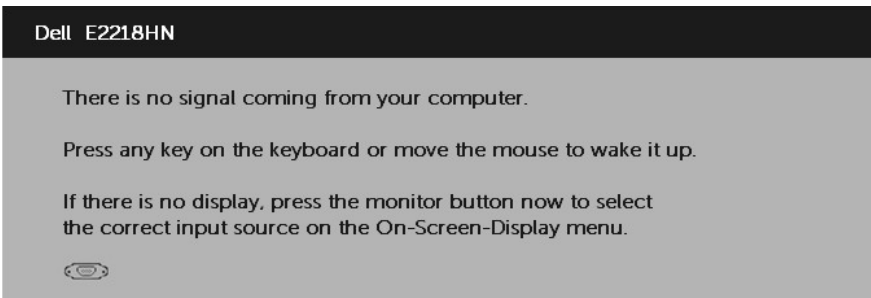 Dell E2218HN
There is no signal coming from your computer.
Press any key on the keyboard or move the mouse to wake it up.
If there is no display, press the monitor button now to select
the correct input source on the On-Screen-Display menu.